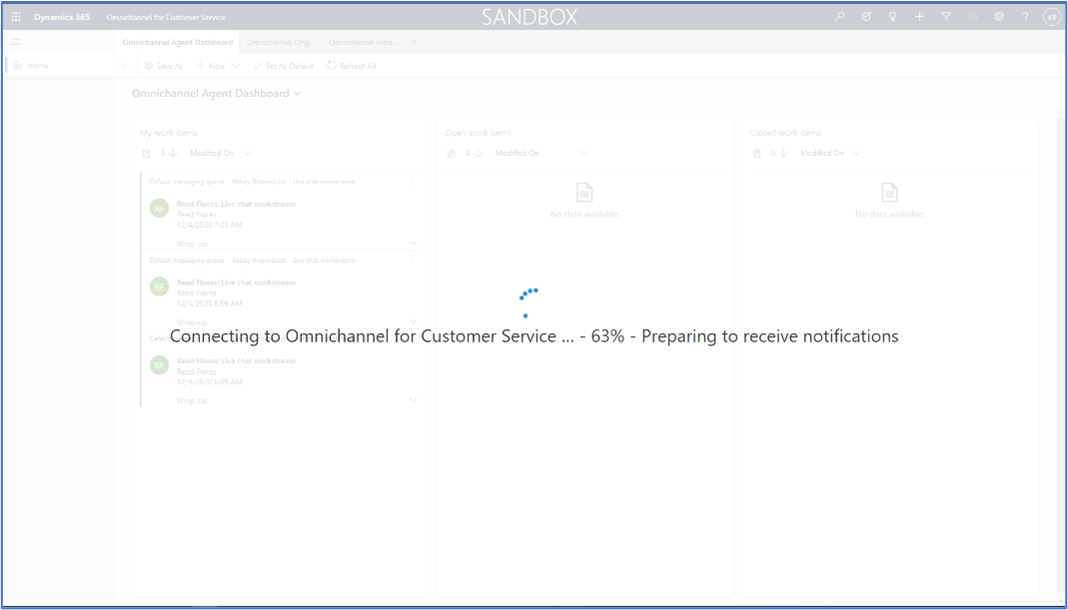 Dynamics 365 Omnichannel for Customer Service SANDBOX ? KB
Omnichannel Agent Dashboard Omnichannel Ong... Omnichannel Intra...
Home Save As New Set As Default Refresh All
Omnichannel Agent Dashboard
My work items
3 Modified On
Default messaging queue Kelsey Bloomquist Live chat workstream
RF Reed Flores: Live chat workstream
Reed Flores
12/4/2020 7:03 AM
Wrap-up
Default messaging queue Kelsey Bloomquist Live chat workstream
RF Reed Flores: Live chat workstream
Reed Flores
12/4/2020 6:56 AM
Wrap-up
RF Reed Flores: Live chat workstream
Reed Flores
12/4/2020 6:49 AM
Wrap-up
Open work items
0 Modified On
No data available.
Closed work items
0 Modified On
No data available.
Connecting to Omnichannel for Customer Service ... - 63% - Preparing to receive notifications